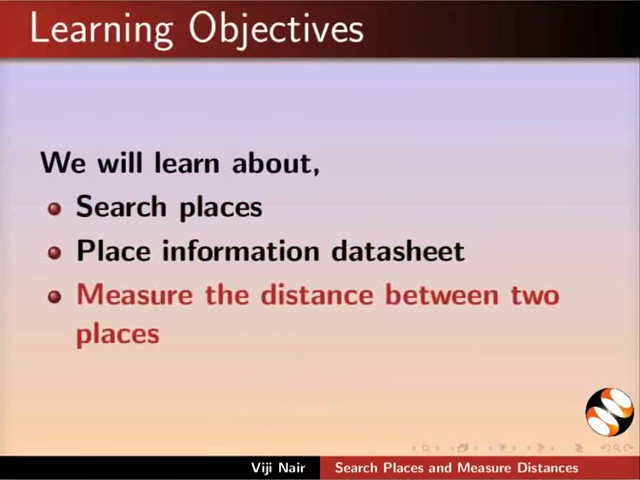 Learning Objectives
We will learn about,
Search places
Place information datasheet
Measure the distance between two
places
Viji Nair Search Places and Measure Distances